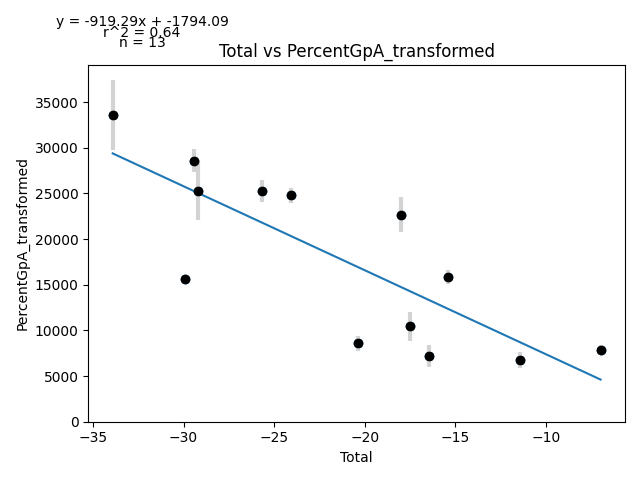 y = -919.29x + -1794.09
r^2 = 0.64
n = 13
Total vs PercentGpA_transformed
PercentGpA_transformed
35000
30000
25000
20000
15000
10000
5000
0
−35 −30 −25 −20 −15 −10
Total